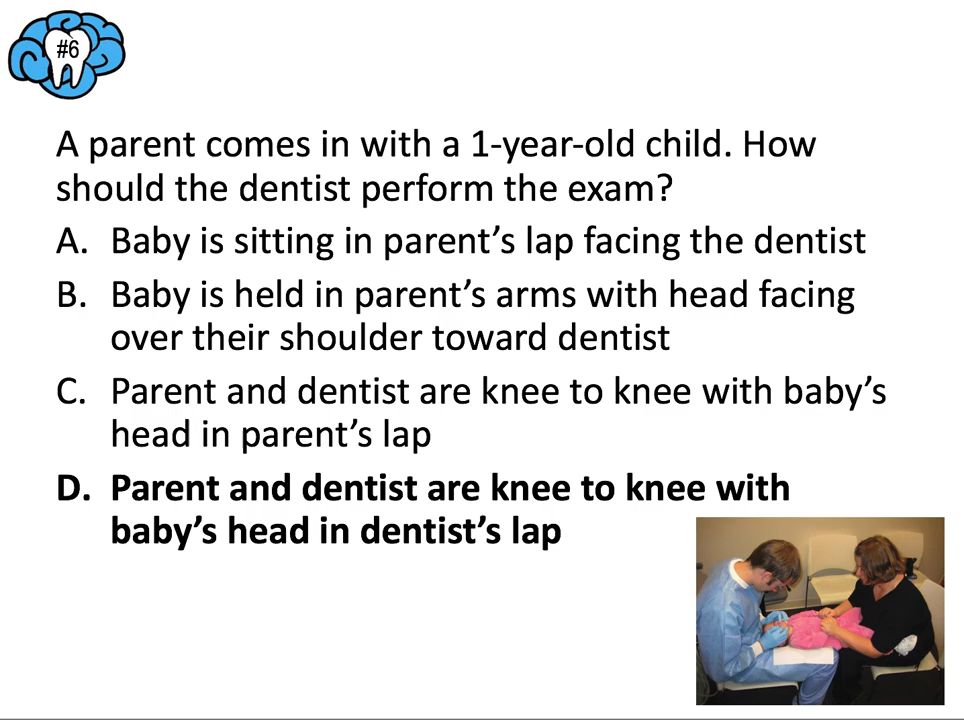 #6
A parent comes in with a 1-year-old child. How
should the dentist perform the exam?
A. Baby is sitting in parent’s lap facing the dentist
B. Baby is held in parent’s arms with head facing
over their shoulder toward dentist
C. Parent and dentist are knee to knee with baby’s
head in parent’s lap
D. Parent and dentist are knee to knee with
baby’s head in dentist’s lap